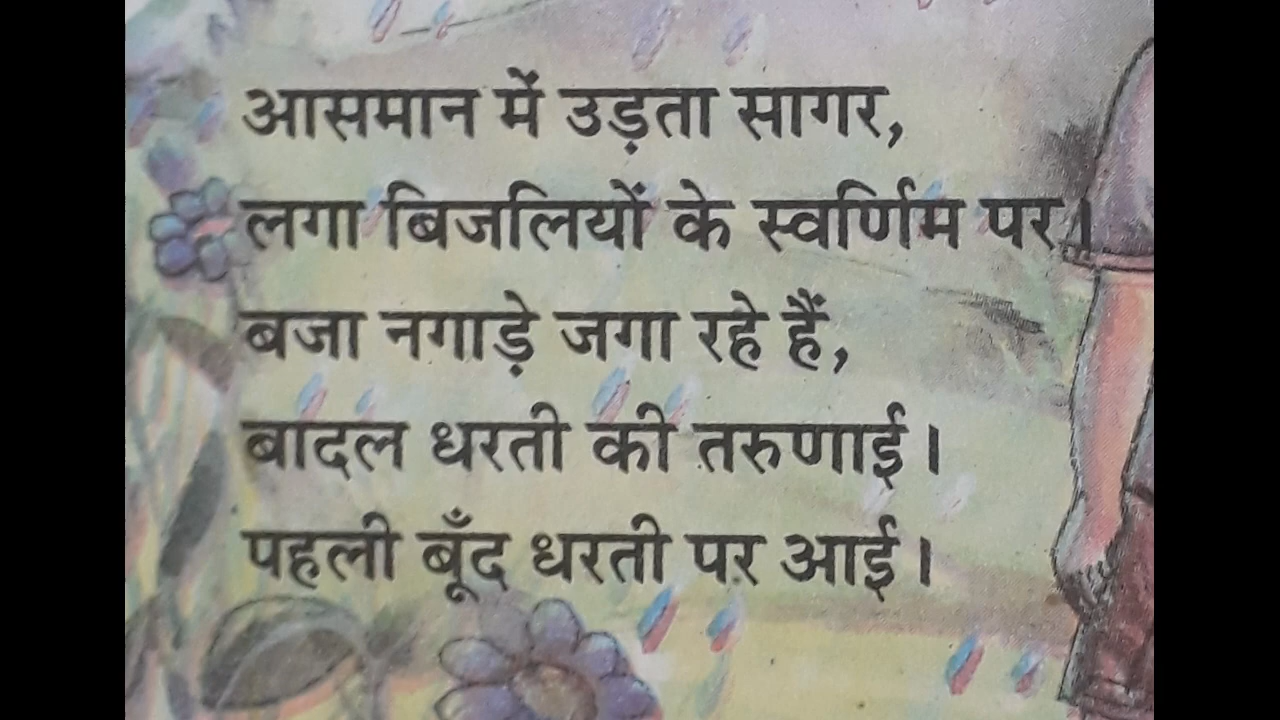 आसमान में उड़ता सागर,
लगा बिजलियों के स्वर्णिम पर।
बजा नगाड़े जगा रहे हैं,
बादल धरती की तरुणाई।
पहली बूँद धरती पर आई।